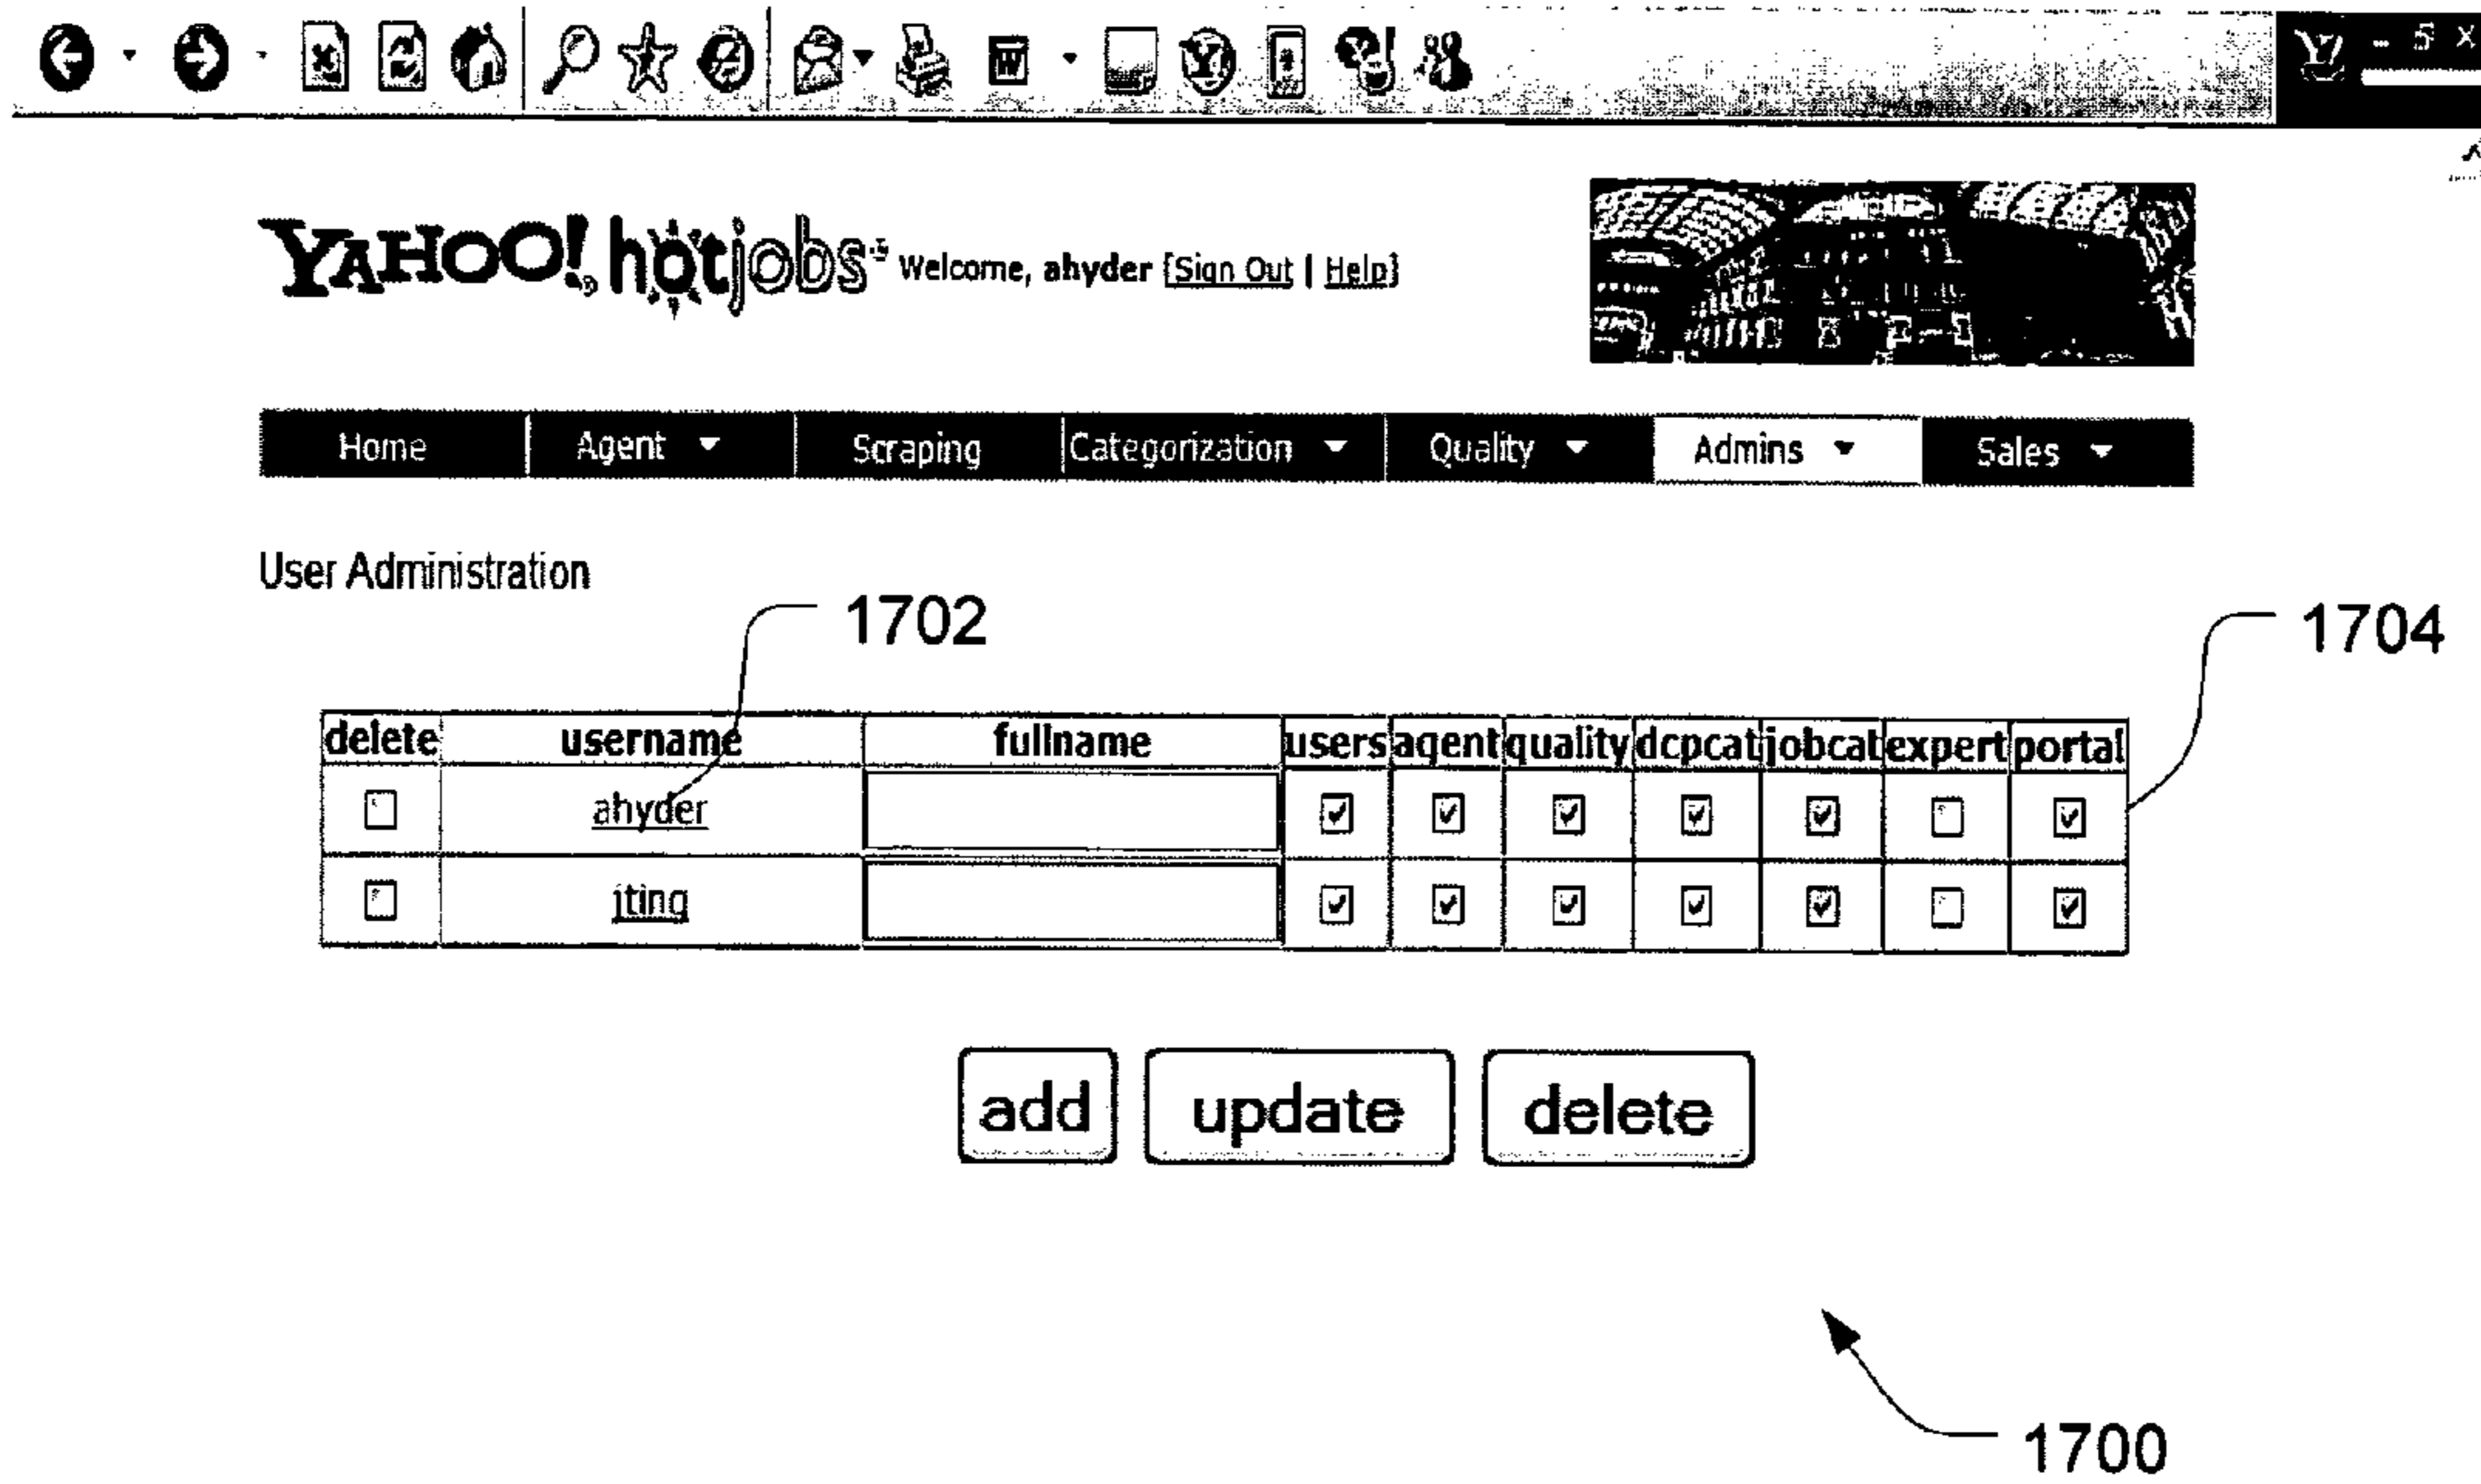 YAHOO! hotjobs Welcome, ahyder [Sign Out | Help]
Home Agent Scraping Categorization Quality Admins Sales
User Administration
1702
1704
delete username fullname users agent quality dcpcat jobcat expert portal
ahyder
jting
add update delete
1700